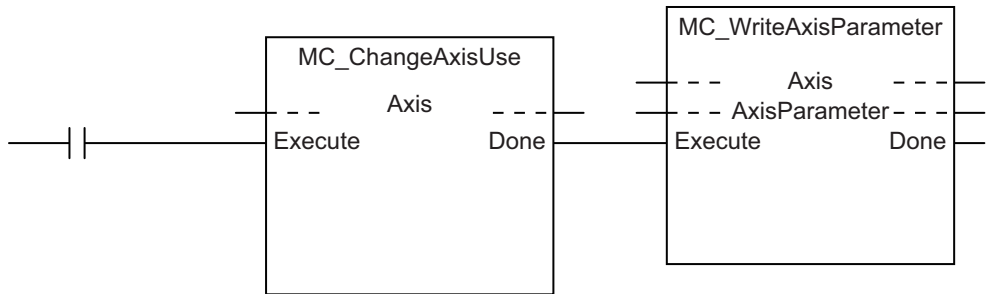 MC_WriteAxisParameter
MC_ChangeAxisUse
Axis
Axis
AxisParameter
Execute Done
Execute Done